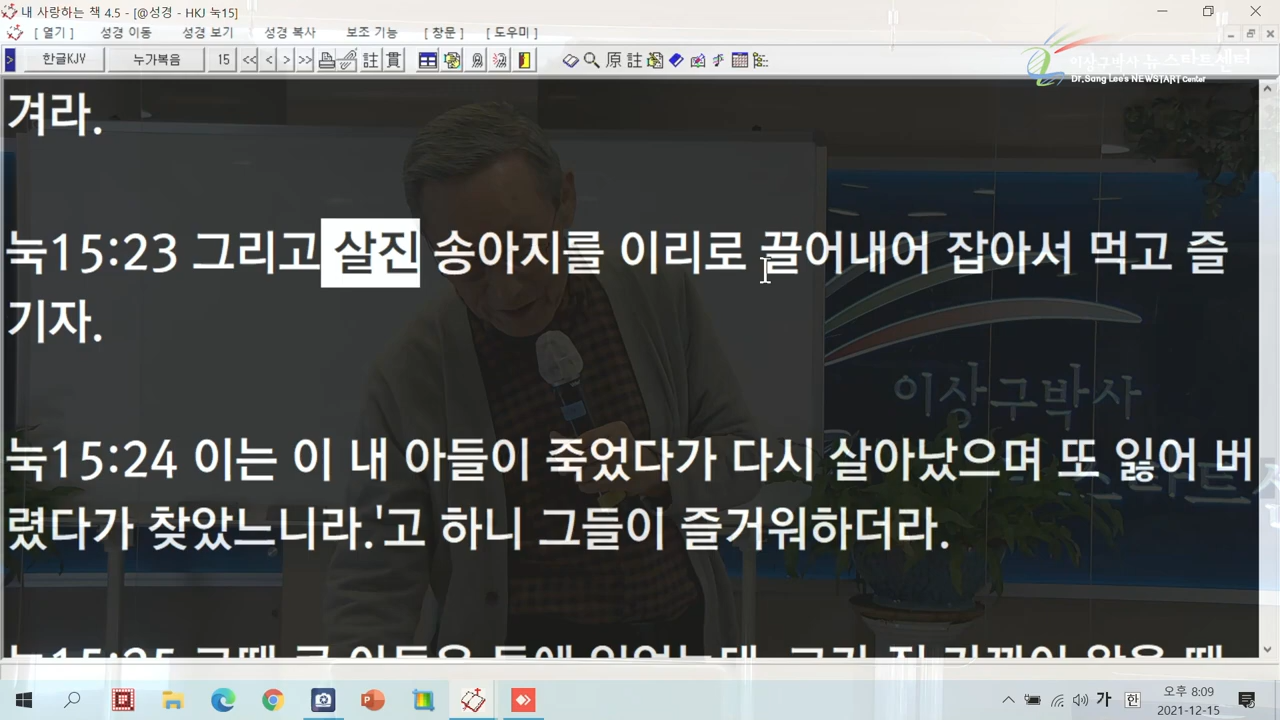 내 사랑하는 책 4.5 - [@성경 - HKJ 눅15]
[ 열기 ] 성경 이동 성경 보기 성경 복사 보조 기능 [ 창문 ] [ 도우미 ]
한글KJV 누가복음 15 << < > >> 註 貫 原 註
이상구박사 뉴 스타트센터
Dr.Sang Lee's NEWSTART Center
겨라.
눅15:23 그리고 살진 송아지를 이리로 끌어내어 잡아서 먹고 즐
기자.
이상구박사
눅15:24 이는 이 내 아들이 죽었다가 다시 살아났으며 또 잃어 버
렸다가 찾았느니라.'고 하니 그들이 즐거워하더라.
가 한 오후 8:09
2021-12-15